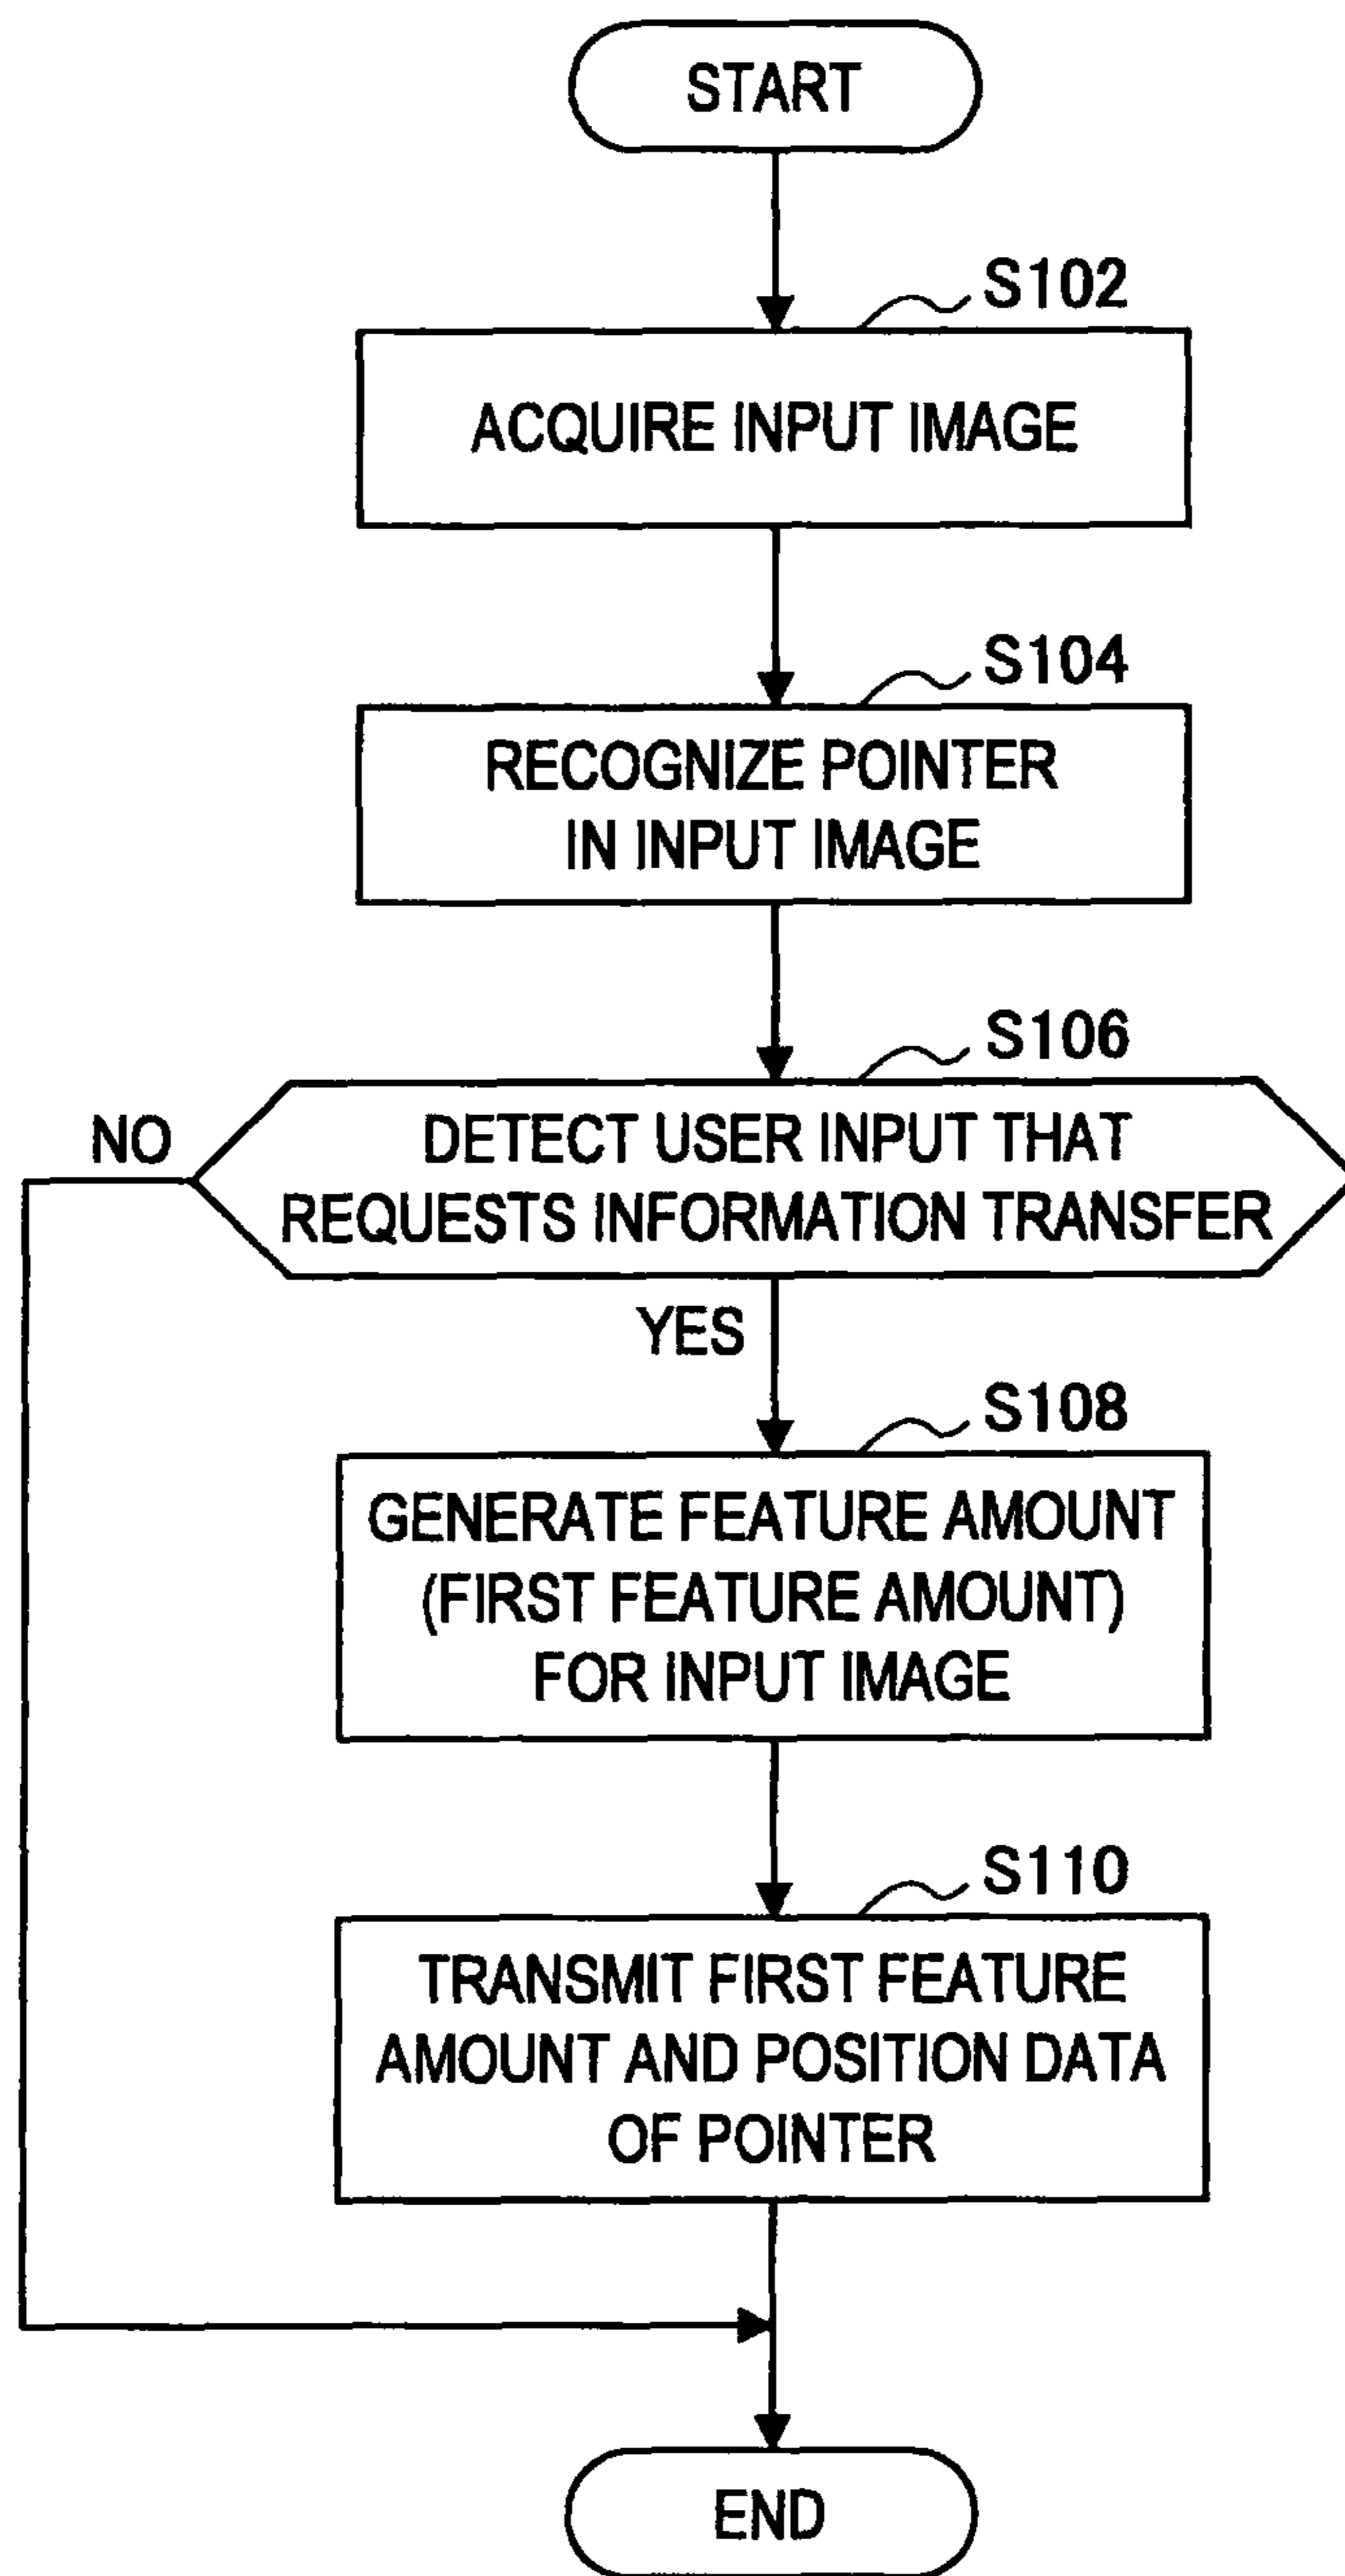 START
S102
ACQUIRE INPUT IMAGE
S104
RECOGNIZE POINTER
IN INPUT IMAGE
S106
NO
DETECT USER INPUT THAT
REQUESTS INFORMATION TRANSFER
YES
S108
GENERATE FEATURE AMOUNT
(FIRST FEATURE AMOUNT)
FOR INPUT IMAGE
S110
TRANSMIT FIRST FEATURE
AMOUNT AND POSITION DATA
OF POINTER
END